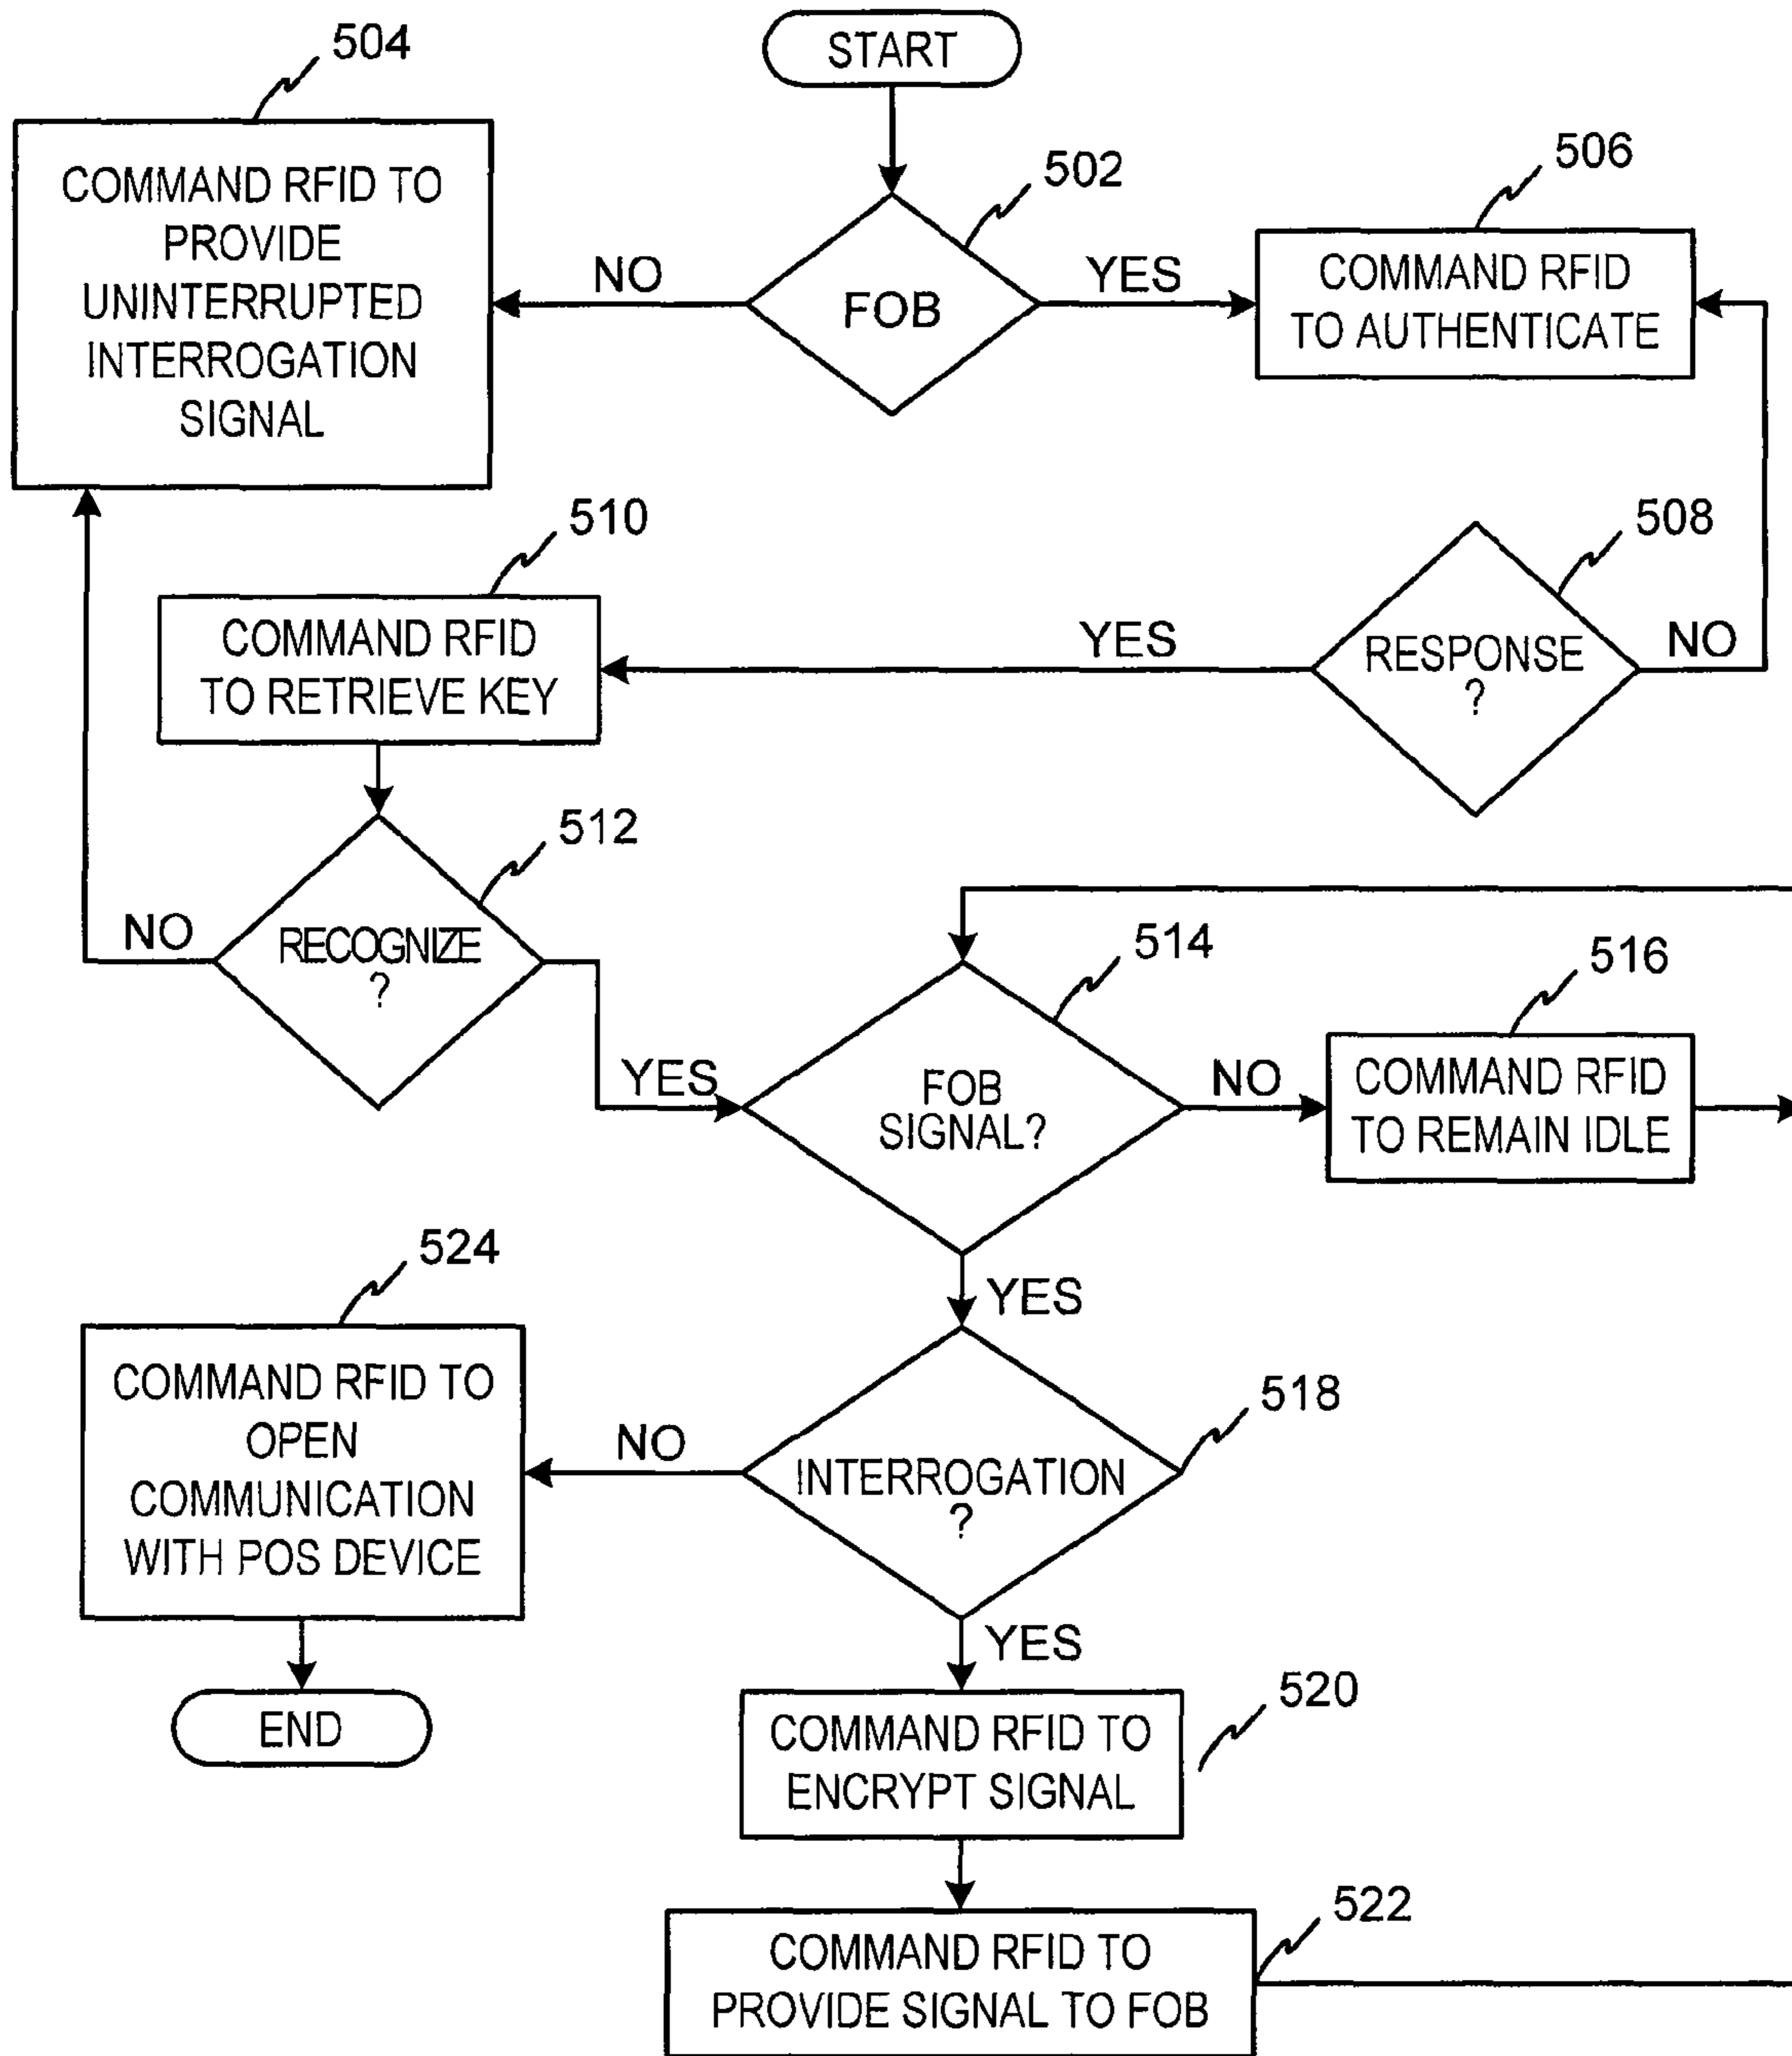 START
504
COMMAND RFID TO
PROVIDE
UNINTERRUPTED
INTERROGATION
SIGNAL
502
FOB
NO
YES
506
COMMAND RFID
TO AUTHENTICATE
508
RESPONSE
?
NO
YES
510
COMMAND RFID
TO RETRIEVE KEY
512
RECOGNIZE
?
NO
YES
514
FOB
SIGNAL?
NO
516
COMMAND RFID
TO REMAIN IDLE
YES
518
INTERROGATION
?
NO
524
COMMAND RFID TO
OPEN
COMMUNICATION
WITH POS DEVICE
END
YES
520
COMMAND RFID TO
ENCRYPT SIGNAL
522
COMMAND RFID TO
PROVIDE SIGNAL TO FOB